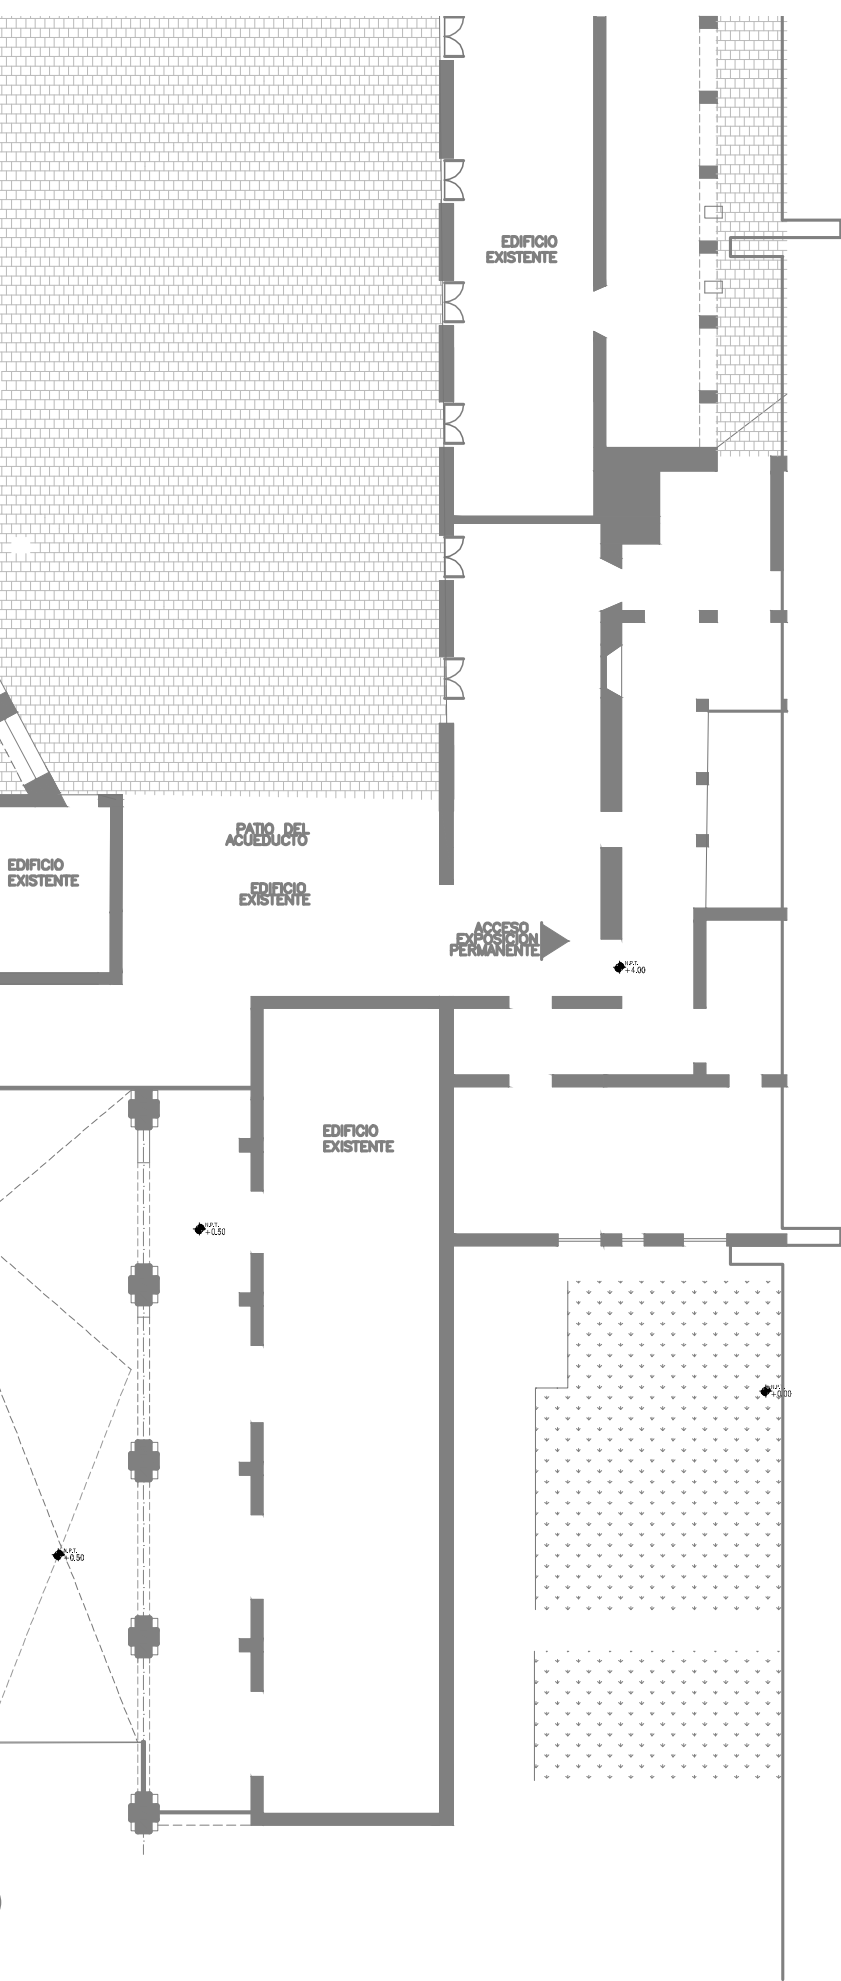 EDIFICIO
EXISTENTE
PATIO DEL
ACUEDUCTO
EDIFICIO
EXISTENTE
EDIFICIO
EXISTENTE
ACCESO
EXPOSICION
PERMANENTE
N.P.T.
+4.00
EDIFICIO
EXISTENTE
N.P.T.
+0.50
N.P.T.
+0.00
N.P.T.
+0.50